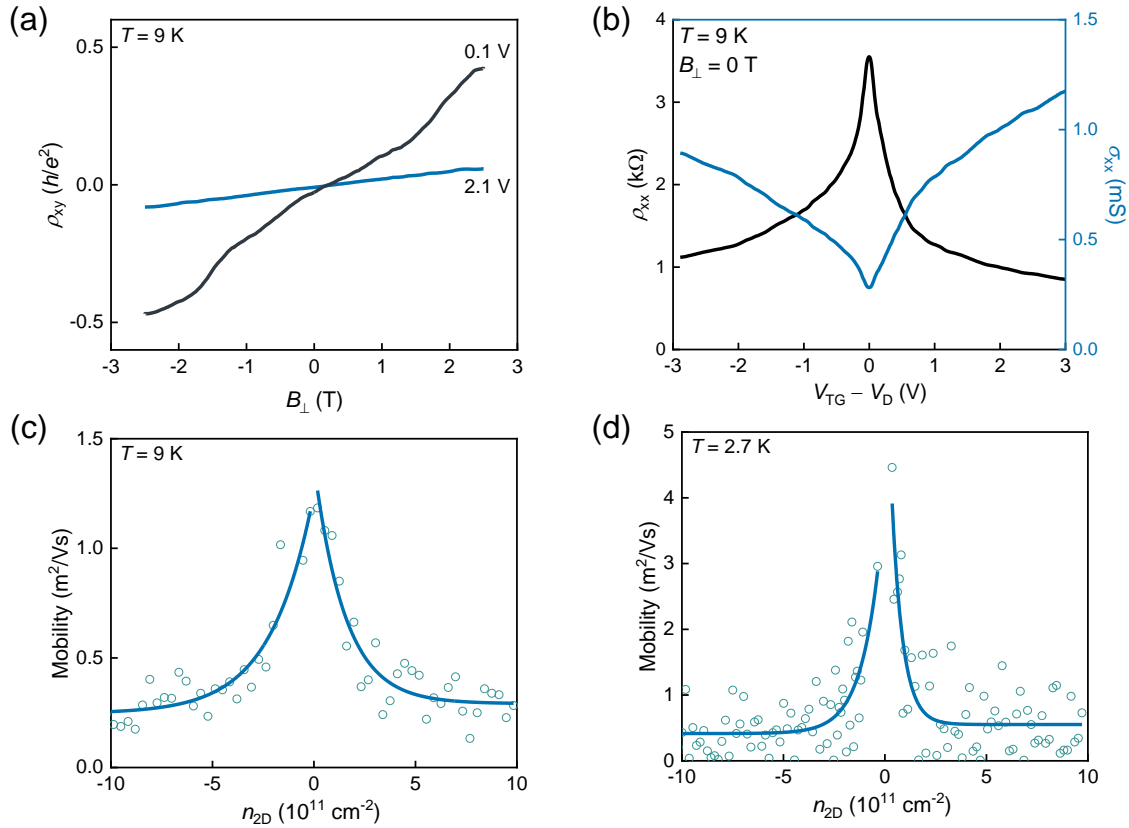 (a)
T = 9 K
0.1 V
2.1 V
0.5
0.0
-0.5
ρxy (h/e²)
-3 -2 -1 0 1 2 3
B⊥ (T)
(b)
T = 9 K
B⊥ = 0 T
4
3
2
1
0
ρxx (kΩ)
1.5
1.0
0.5
0.0
σxx (mS)
-3 -2 -1 0 1 2 3
VTG − VD (V)
(c)
T = 9 K
1.5
1.0
0.5
0.0
Mobility (m²/Vs)
-10 -5 0 5 10
n2D (10¹¹ cm⁻²)
(d)
T = 2.7 K
5
4
3
2
1
0
Mobility (m²/Vs)
-10 -5 0 5 10
n2D (10¹¹ cm⁻²)